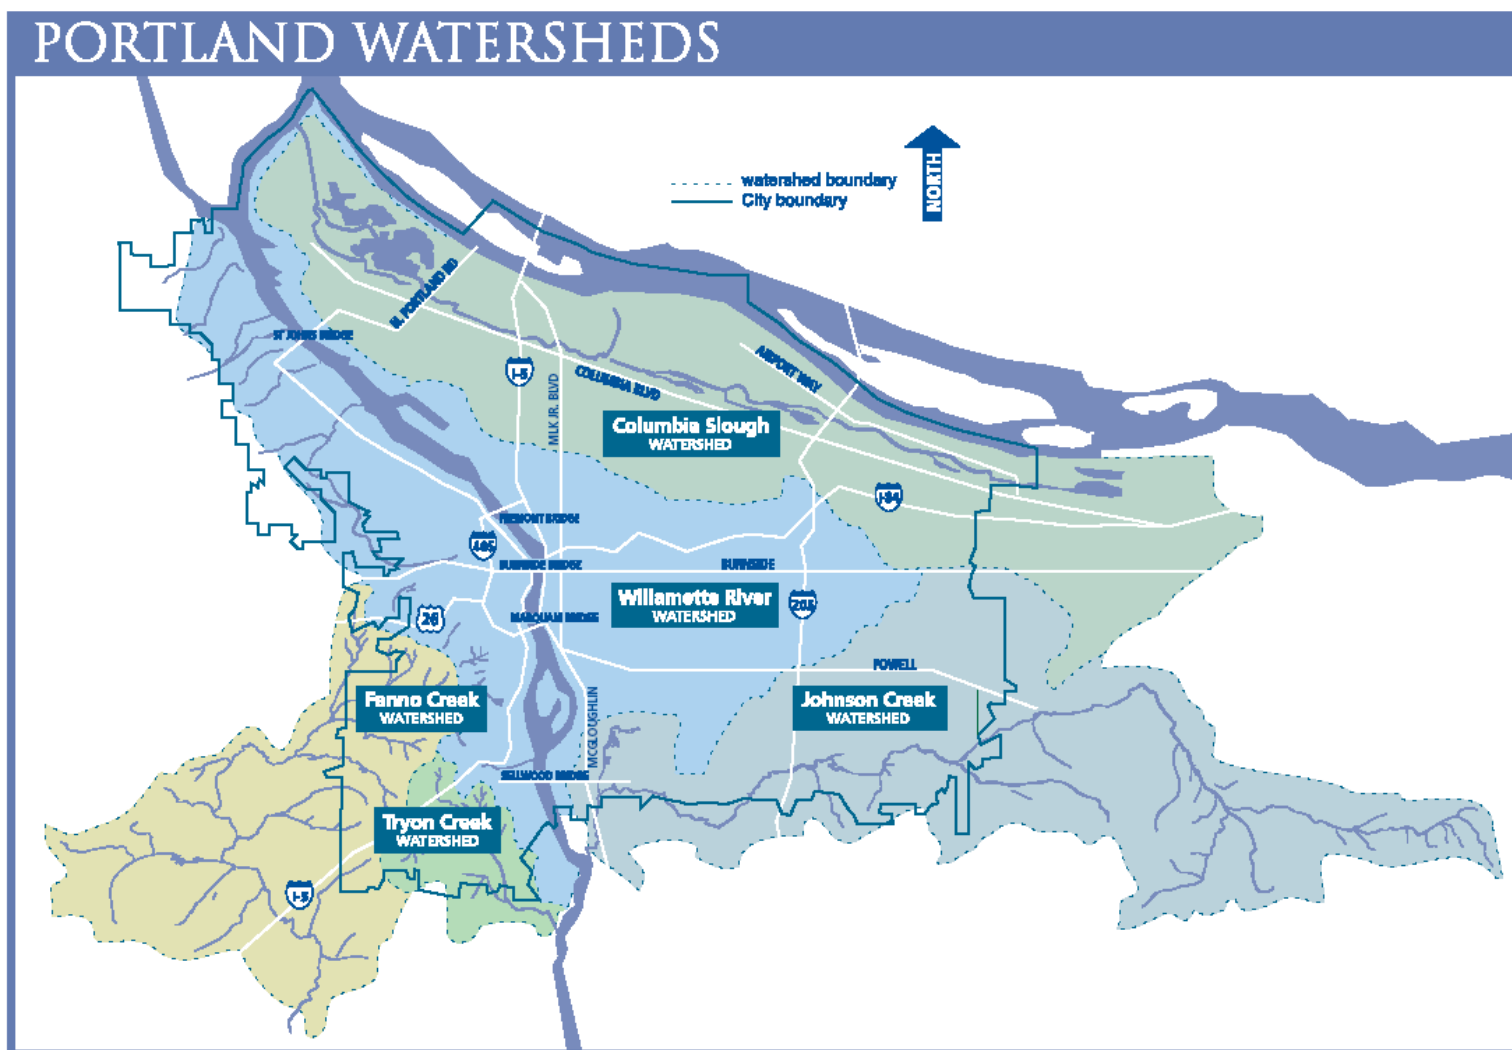 PORTLAND WATERSHEDS
watershed boundary
City boundary
NORTH
N. PORTLAND RD
ST JOHNS BRIDGE
I-5
MLK JR. BLVD
COLUMBIA BLVD
AIRPORT WAY
Columbia Slough
WATERSHED
I-84
FREMONT BRIDGE
405
BURNSIDE BRIDGE
BURNSIDE
Willamette River
WATERSHED
205
26
MARQUAM BRIDGE
POWELL
Fanno Creek
WATERSHED
MCGLOUGHLIN
Johnson Creek
WATERSHED
SELLWOOD BRIDGE
Tryon Creek
WATERSHED
I-5